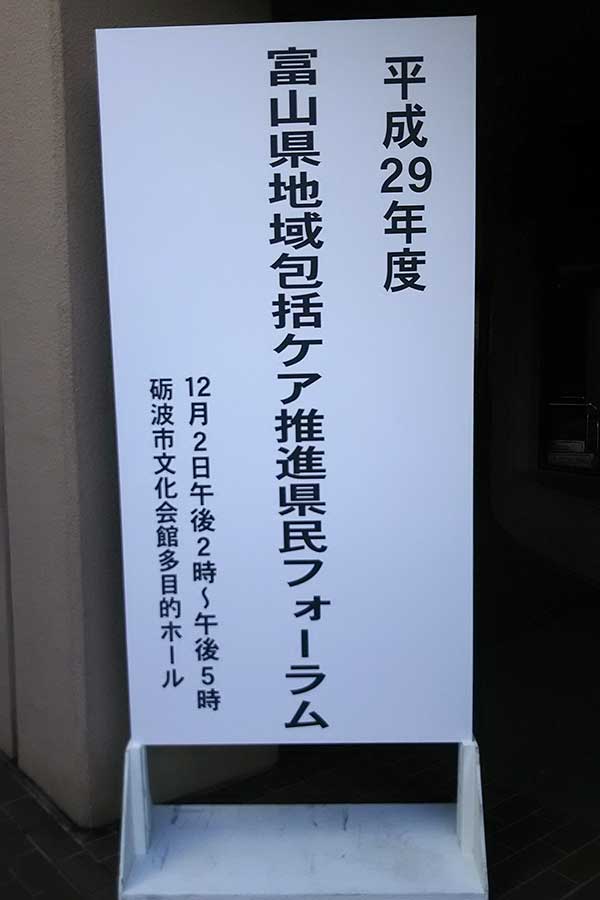 平成29年度
富山県地域包括ケア推進県民フォーラム
12月2日午後2時～午後5時
砺波市文化会館多目的ホール